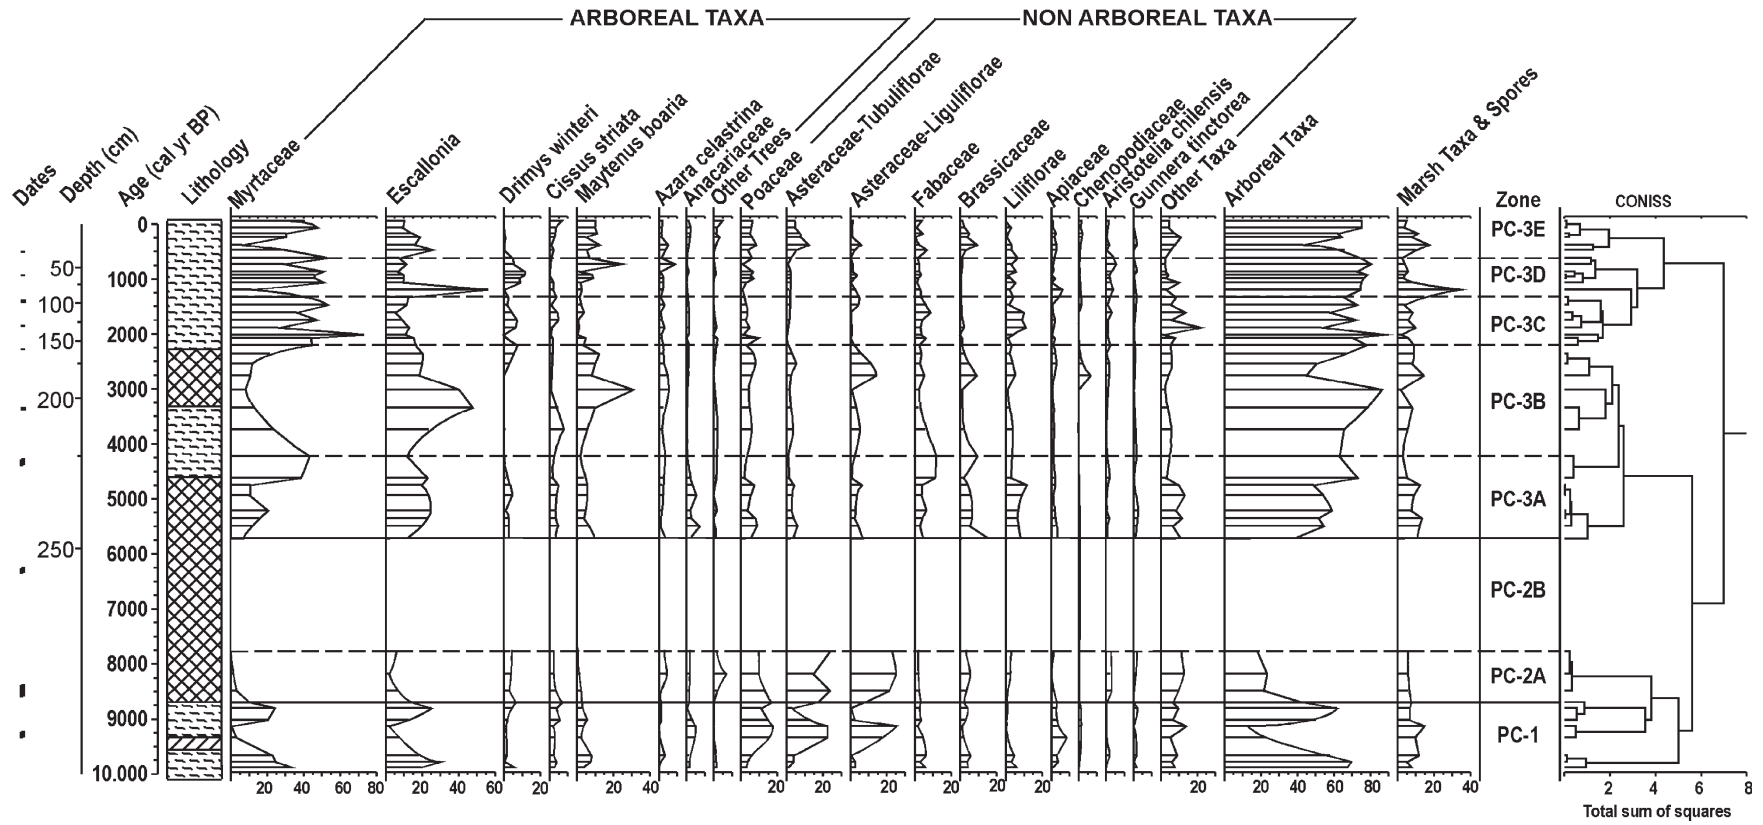 ARBOREAL TAXA
NON ARBOREAL TAXA
Dates
Depth (cm)
Age (cal yr BP)
Lithology
Myrtaceae
Escallonia
Drimys winteri
Cissus striata
Maytenus boaria
Azara celastrina
Anacariaceae
Other Trees
Poaceae
Asteraceae-Tubuliflorae
Asteraceae-Liguliflorae
Fabaceae
Brassicaceae
Liliflorae
Apiaceae
Chenopodiaceae
Aristotelia chilensis
Gunnera tinctorea
Other Taxa
Arboreal Taxa
Marsh Taxa & Spores
Zone
CONISS
0
1000
2000
3000
4000
5000
6000
7000
8000
9000
10.000
50
100
150
200
250
PC-3E
PC-3D
PC-3C
PC-3B
PC-3A
PC-2B
PC-2A
PC-1
20 40 60 80
20 40 60
20
20
20 40
20
20
20
20
20
20
20
20
20 40 60 80
20 40
2 4 6 8
Total sum of squares